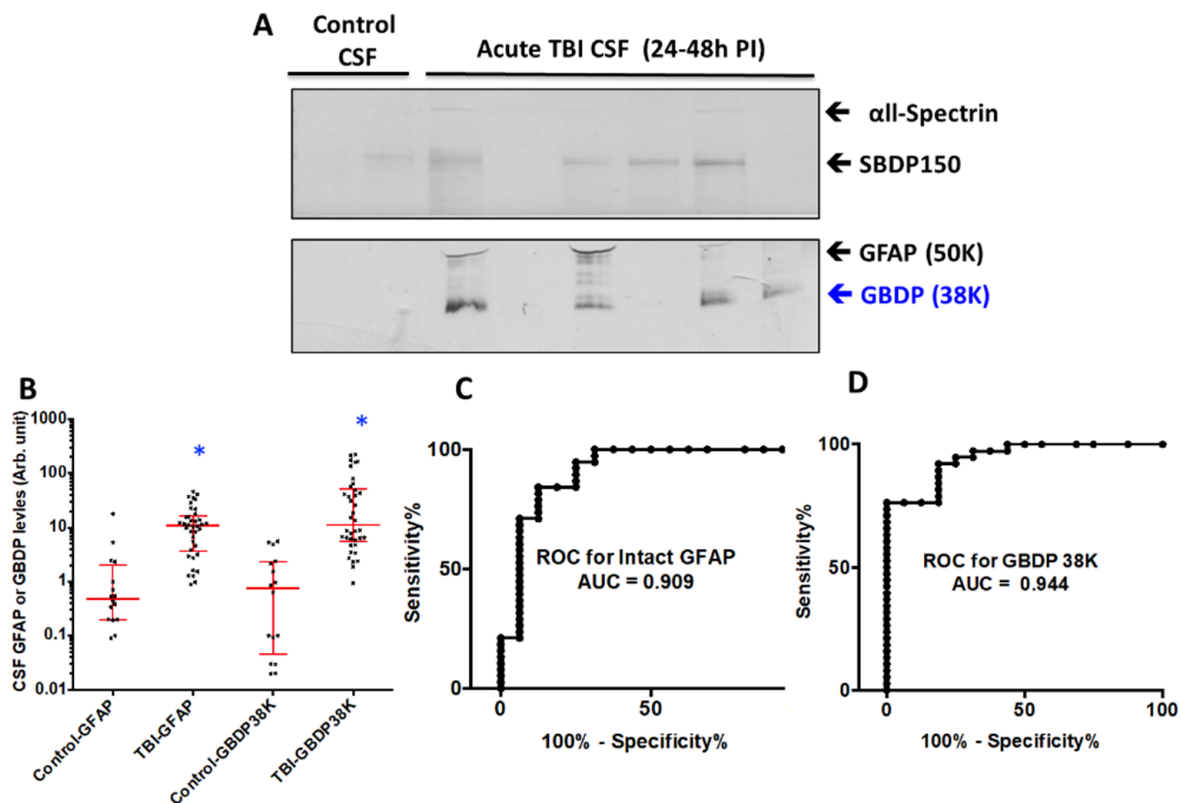 A
Control
CSF
Acute TBI CSF (24-48h PI)
αll-Spectrin
SBDP150
GFAP (50K)
GBDP (38K)
B
CSF GFAP or GBDP levles (Arb. unit)
1000
100
10
1
0.1
0.01
*
*
Control-GFAP
TBI-GFAP
Control-GBDP38K
TBI-GBDP38K
C
Sensitivity%
100
50
0
ROC for Intact GFAP
AUC = 0.909
0
50
100% - Specificity%
D
Sensitivity%
100
50
0
ROC for GBDP 38K
AUC = 0.944
0
50
100
100% - Specificity%